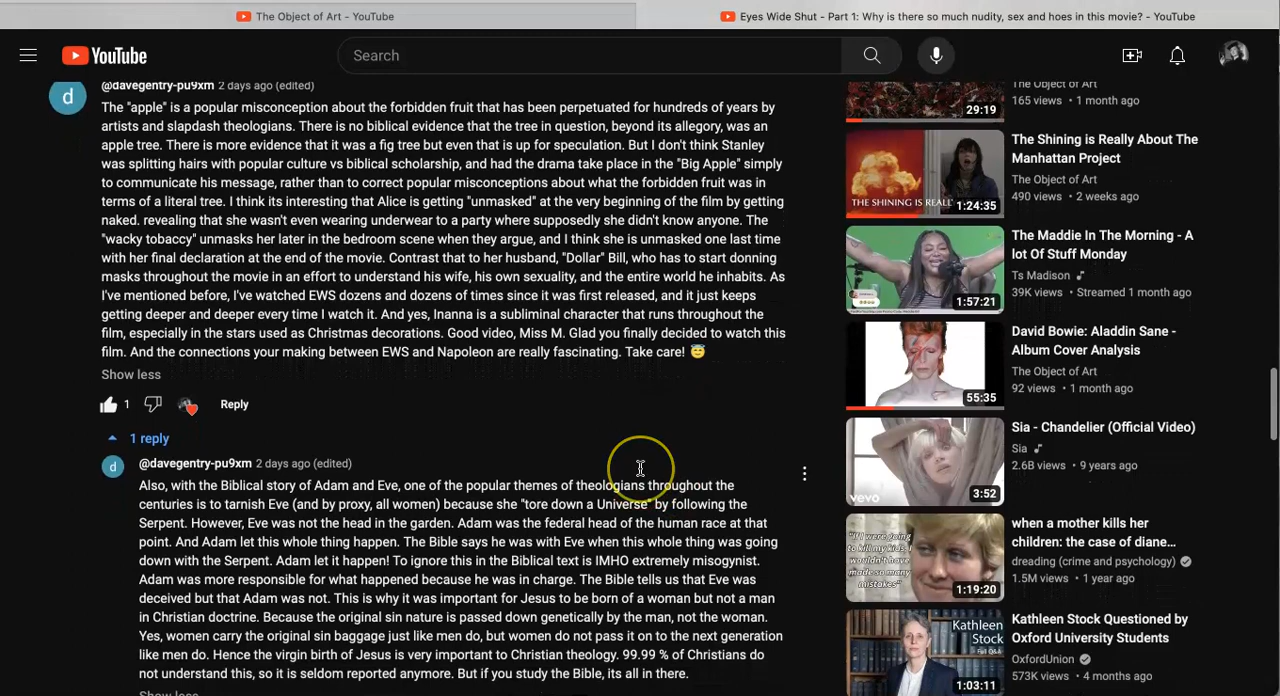 The Object of Art - YouTube
Eyes Wide Shut - Part 1: Why is there so much nudity, sex and hoes in this movie? - YouTube
YouTube
Search
@davegentry-pu9xm 2 days ago (edited)
d
The "apple" is a popular misconception about the forbidden fruit that has been perpetuated for hundreds of years by
artists and slapdash theologians. There is no biblical evidence that the tree in question, beyond its allegory, was an
apple tree. There is more evidence that it was a fig tree but even that is up for speculation. But I don't think Stanley
was splitting hairs with popular culture vs biblical scholarship, and had the drama take place in the "Big Apple" simply
to communicate his message, rather than to correct popular misconceptions about what the forbidden fruit was in
terms of a literal tree. I think its interesting that Alice is getting "unmasked" at the very beginning of the film by getting
naked. revealing that she wasn't even wearing underwear to a party where supposedly she didn't know anyone. The
"wacky tobaccy" unmasks her later in the bedroom scene when they argue, and I think she is unmasked one last time
with her final declaration at the end of the movie. Contrast that to her husband, "Dollar" Bill, who has to start donning
masks throughout the movie in an effort to understand his wife, his own sexuality, and the entire world he inhabits. As
I've mentioned before, I've watched EWS dozens and dozens of times since it was first released, and it just keeps
getting deeper and deeper every time I watch it. And yes, Inanna is a subliminal character that runs throughout the
film, especially in the stars used as Christmas decorations. Good video, Miss M. Glad you finally decided to watch this
film. And the connections your making between EWS and Napoleon are really fascinating. Take care! 😇
Show less
1
Reply
1 reply
d
@davegentry-pu9xm 2 days ago (edited)
Also, with the Biblical story of Adam and Eve, one of the popular themes of theologians throughout the
centuries is to tarnish Eve (and by proxy, all women) because she "tore down a Universe" by following the
Serpent. However, Eve was not the head in the garden. Adam was the federal head of the human race at that
point. And Adam let this whole thing happen. The Bible says he was with Eve when this whole thing was going
down with the Serpent. Adam let it happen! To ignore this in the Biblical text is IMHO extremely misogynist.
Adam was more responsible for what happened because he was in charge. The Bible tells us that Eve was
deceived but that Adam was not. This is why it was important for Jesus to be born of a woman but not a man
in Christian doctrine. Because the original sin nature is passed down genetically by the man, not the woman.
Yes, women carry the original sin baggage just like men do, but women do not pass it on to the next generation
like men do. Hence the virgin birth of Jesus is very important to Christian theology. 99.99 % of Christians do
not understand this, so it is seldom reported anymore. But if you study the Bible, its all in there.
Show less
The Object of Art
165 views • 1 month ago
29:19
The Shining is Really About The
Manhattan Project
The Object of Art
490 views • 2 weeks ago
THE SHINING IS REALL
1:24:35
The Maddie In The Morning - A
lot Of Stuff Monday
Ts Madison ♪
39K views • Streamed 1 month ago
1:57:21
David Bowie: Aladdin Sane -
Album Cover Analysis
The Object of Art
92 views • 1 month ago
55:35
Sia - Chandelier (Official Video)
Sia ♪
2.6B views • 9 years ago
vevo
3:52
when a mother kills her
children: the case of diane...
dreading (crime and psychology)
1.5M views • 1 year ago
"If I were going
to kill my kids I
wouldn't have
made so many
mistakes"
1:19:20
Kathleen Stock Questioned by
Oxford University Students
OxfordUnion
573K views • 4 months ago
Kathleen
Stock
Full Q&A
1:03:11